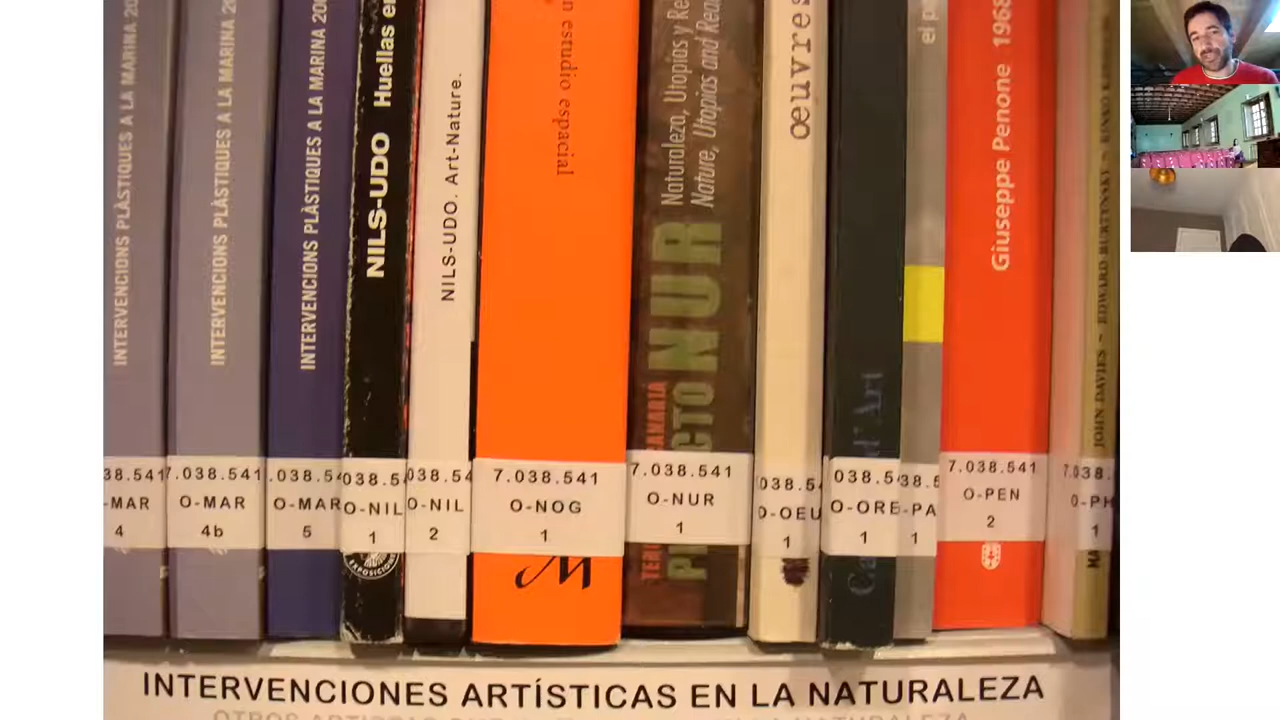 INTERVENCIONS PLÀSTIQUES A LA MARINA
INTERVENCIONS PLÀSTIQUES A LA MARINA
INTERVENCIONS PLÀSTIQUES A LA MARINA
NILS-UDO Huellas en
NILS-UDO. Art-Nature.
estudio espacial
Naturaleza, Utopías y
Nature, Utopias and
NUR
œuvres
el
Giuseppe Penone 1968
JOHN DAVIES ~ EDWARD BURTYNSKY
38.541
-MAR
4
7.038.541
O-MAR
4b
.038.54
O-MAR
5
038.5
O-NIL
1
038.54
O-NIL
2
7.038.541
O-NOG
1
M
7.038.541
O-NUR
1
038.54
O-OEU
1
038.5
O-ORE
1
38.5
-PA
1
7.038.541
O-PEN
2
7.038.
O-PH
1
INTERVENCIONES ARTÍSTICAS EN LA NATURALEZA